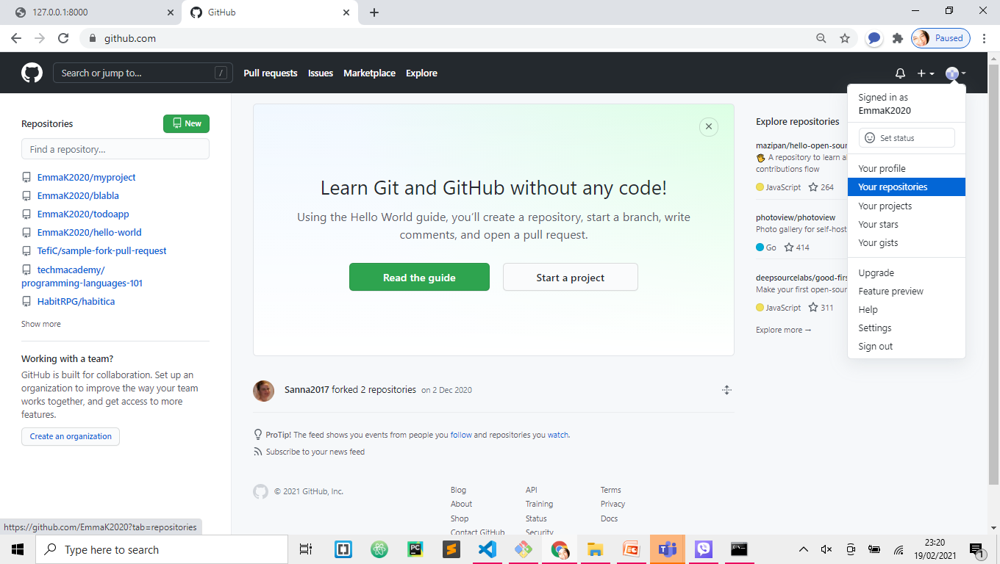 127.0.0.1:8000
GitHub
github.com
Paused
Search or jump to...
/
Pull requests
Issues
Marketplace
Explore
Signed in as
EmmaK2020
Set status
Your profile
Your repositories
Your projects
Your stars
Your gists
Upgrade
Feature preview
Help
Settings
Sign out
Repositories
New
Find a repository...
EmmaK2020/myproject
EmmaK2020/blabla
EmmaK2020/todoapp
EmmaK2020/hello-world
TefiC/sample-fork-pull-request
techmacademy/
programming-languages-101
HabitRPG/habitica
Show more
Working with a team?
GitHub is built for collaboration. Set up an
organization to improve the way your team
works together, and get access to more
features.
Create an organization
Learn Git and GitHub without any code!
Using the Hello World guide, you’ll create a repository, start a branch, write
comments, and open a pull request.
Read the guide
Start a project
Sanna2017 forked 2 repositories on 2 Dec 2020
ProTip! The feed shows you events from people you follow and repositories you watch.
Subscribe to your news feed
Explore repositories
mazipan/hello-open-sour
A repository to learn a
contributions flow
JavaScript 264
photoview/photoview
Photo gallery for self-host
Go 414
deepsourcelabs/good-firs
Make your first open-sour
JavaScript 311
Explore more →
© 2021 GitHub, Inc.
Blog
About
Shop
Contact GitHub
API
Training
Status
Security
Terms
Privacy
Docs
https://github.com/EmmaK2020?tab=repositories
Type here to search
PC
23:20
19/02/2021
1